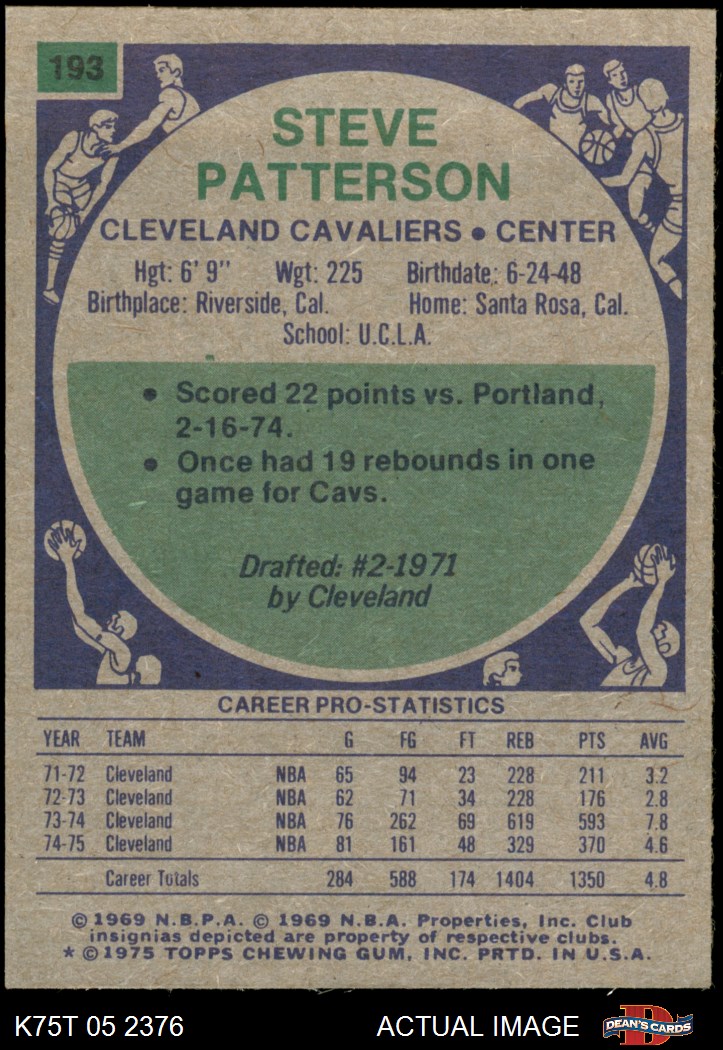 193
STEVE
PATTERSON
CLEVELAND CAVALIERS • CENTER
Hgt: 6' 9" Wgt: 225 Birthdate: 6-24-48
Birthplace: Riverside, Cal. Home: Santa Rosa, Cal.
School: U.C.L.A.
• Scored 22 points vs. Portland,
2-16-74.
• Once had 19 rebounds in one
game for Cavs.
Drafted: #2-1971
by Cleveland
CAREER PRO-STATISTICS
YEAR TEAM G FG FT REB PTS AVG
71-72 Cleveland NBA 65 94 23 228 211 3.2
72-73 Cleveland NBA 62 71 34 228 176 2.8
73-74 Cleveland NBA 76 262 69 619 593 7.8
74-75 Cleveland NBA 81 161 48 329 370 4.6
Career Totals 284 588 174 1404 1350 4.8
© 1969 N.B.P.A. © 1969 N.B.A. Properties, Inc. Club
insignias depicted are property of respective clubs.
* © 1975 TOPPS CHEWING GUM, INC. PRTD. IN U.S.A.
K75T 05 2376 ACTUAL IMAGE D DEAN'S CARDS